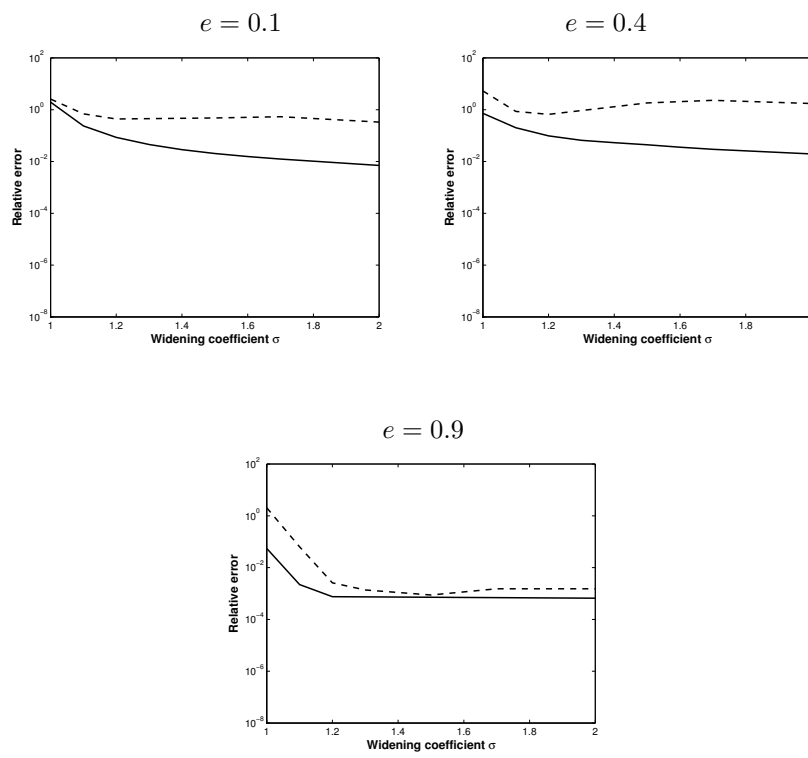 e = 0.1
e = 0.4
10^2
10^0
10^-2
10^-4
10^-6
10^-8
Relative error
1 1.2 1.4 1.6 1.8 2
Widening coefficient σ
10^2
10^0
10^-2
10^-4
10^-6
10^-8
Relative error
1 1.2 1.4 1.6 1.8
Widening coefficient σ
e = 0.9
10^2
10^0
10^-2
10^-4
10^-6
10^-8
Relative error
1 1.2 1.4 1.6 1.8 2
Widening coefficient σ